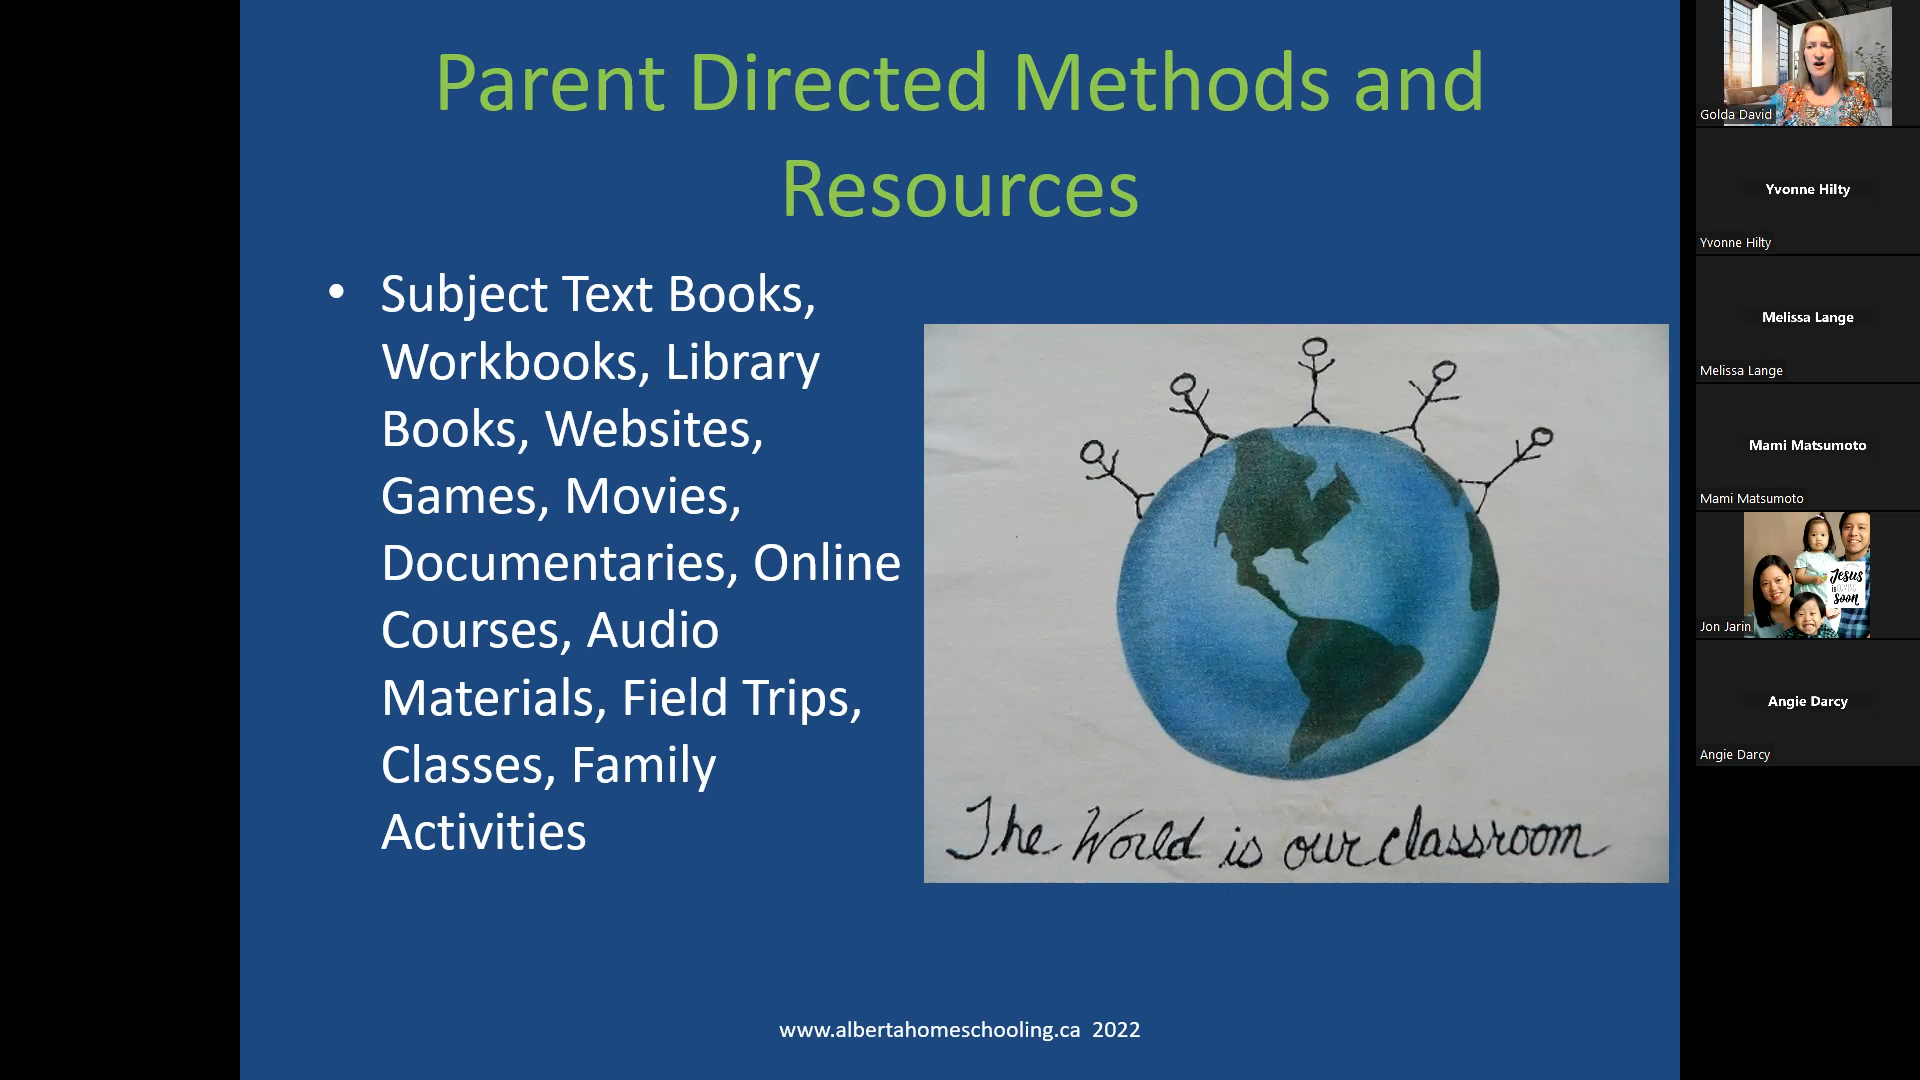 Parent Directed Methods and
Resources
• Subject Text Books,
Workbooks, Library
Books, Websites,
Games, Movies,
Documentaries, Online
Courses, Audio
Materials, Field Trips,
Classes, Family
Activities
The World is our classroom
www.albertahomeschooling.ca 2022
Golda David
Yvonne Hilty
Yvonne Hilty
Melissa Lange
Melissa Lange
Mami Matsumoto
Mami Matsumoto
Jesus
is
soon
Jon Jarin
Angie Darcy
Angie Darcy